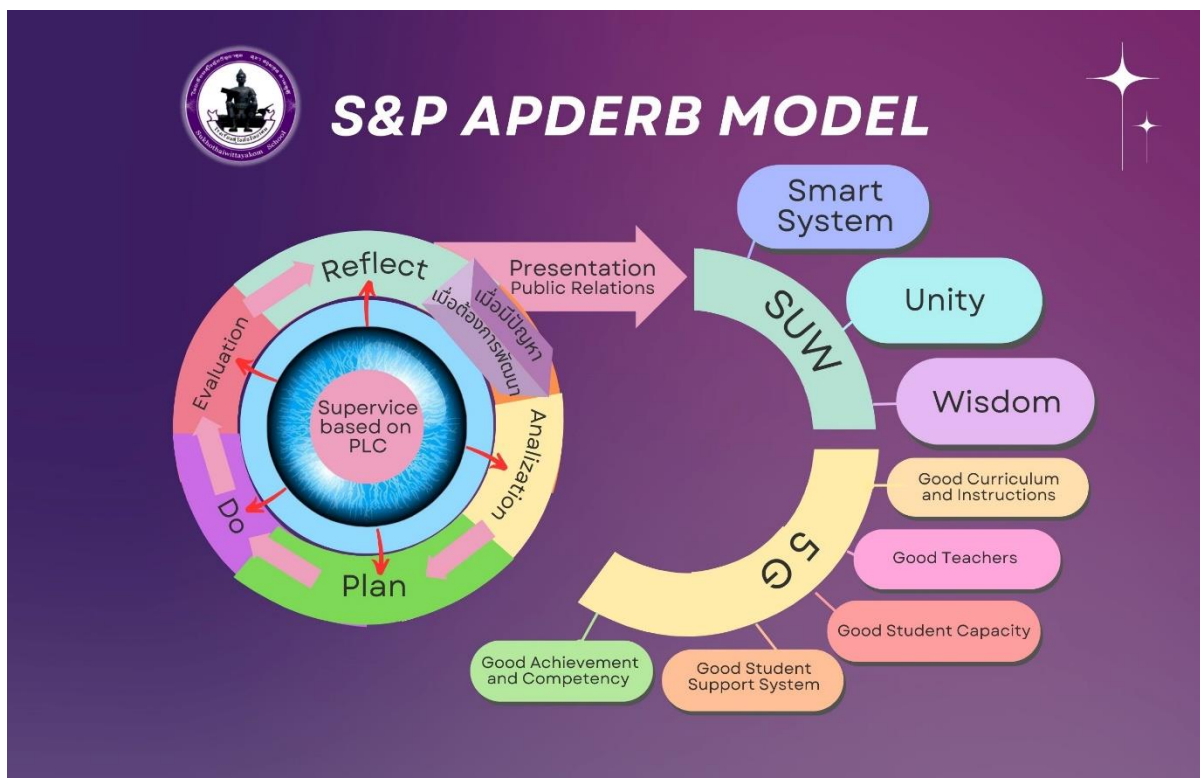 S&P APDERB MODEL
Sukhothaiwittayakom School
Reflect
Evaluation
Do
Plan
Analization
เมื่อมีปัญหา
เมื่อต้องการพัฒนา
Supervice
based on
PLC
Presentation
Public Relations
SUW
Smart
System
Unity
Wisdom
5 G
Good Curriculum
and Instructions
Good Teachers
Good Student Capacity
Good Student
Support System
Good Achievement
and Competency